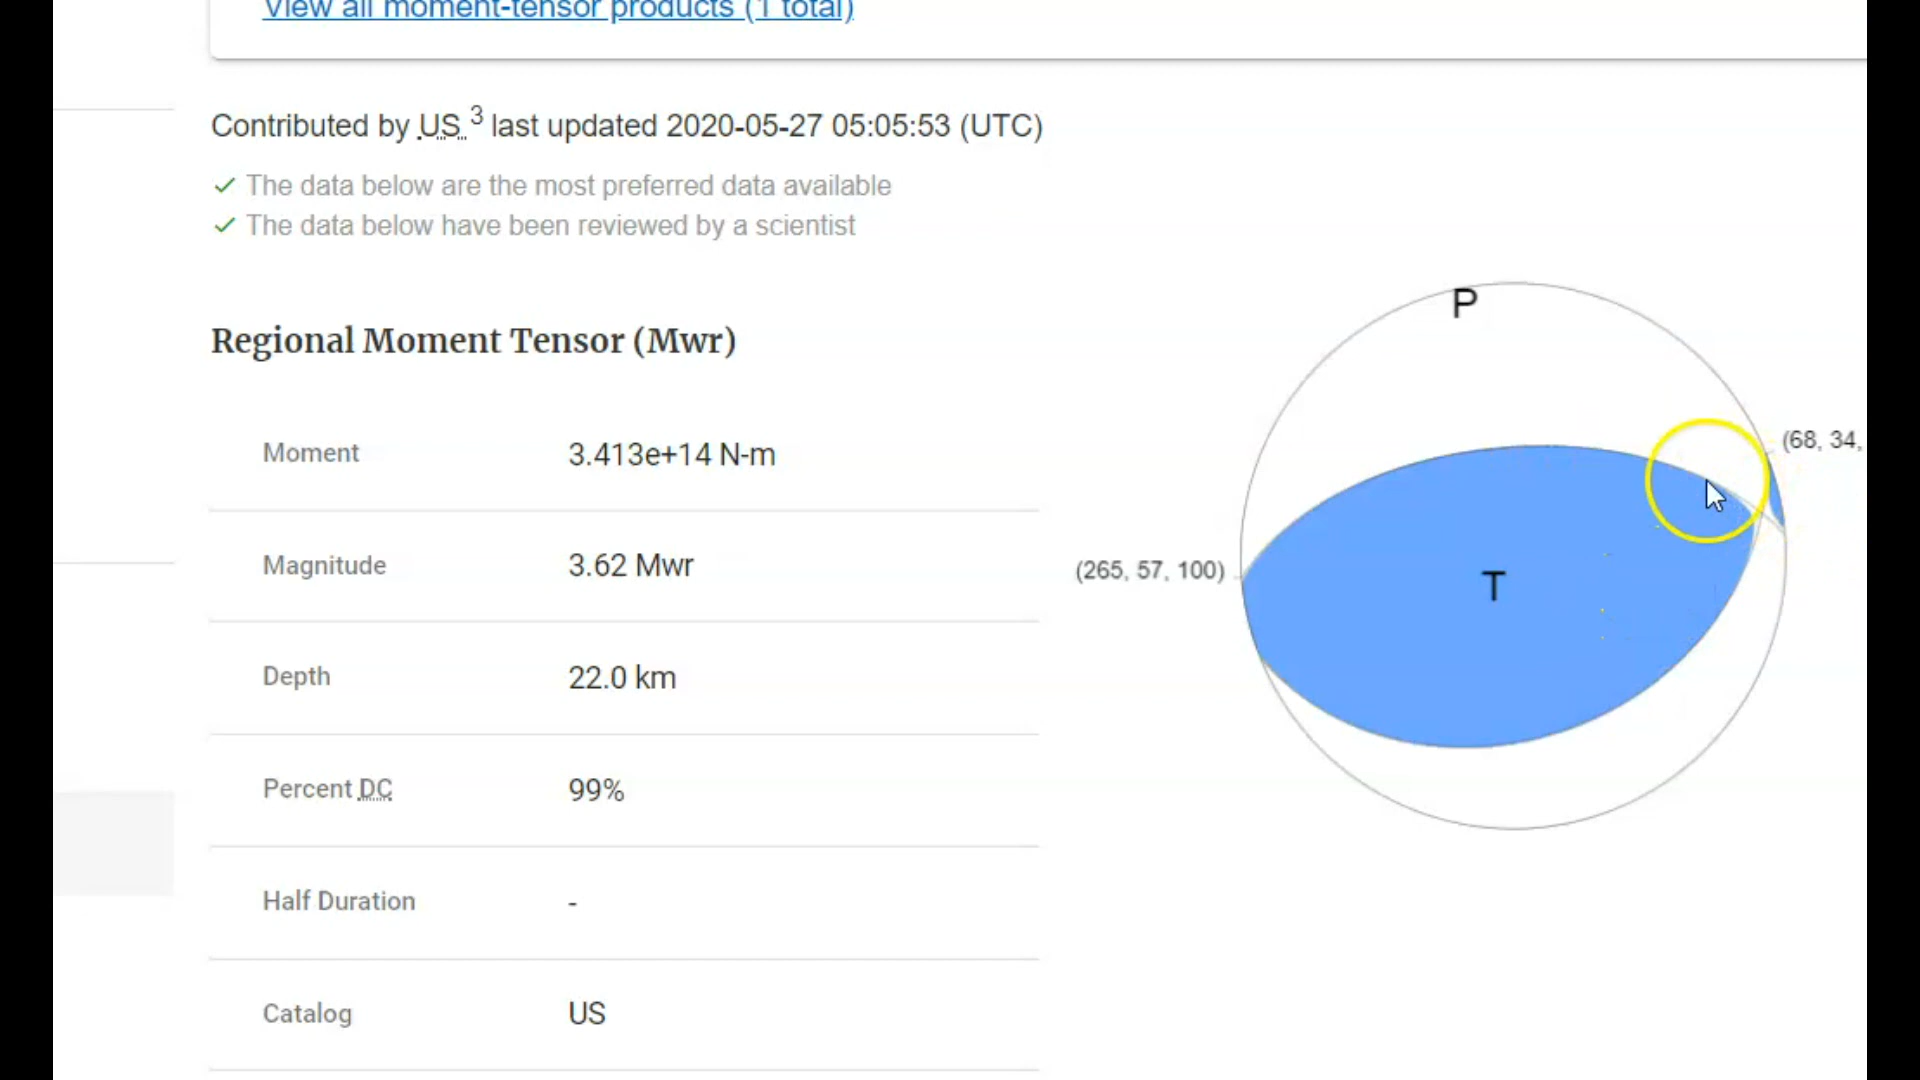 View all moment-tensor products (1 total)
Contributed by US 3 last updated 2020-05-27 05:05:53 (UTC)
✓ The data below are the most preferred data available
✓ The data below have been reviewed by a scientist
Regional Moment Tensor (Mwr)
Moment 3.413e+14 N-m
Magnitude 3.62 Mwr
Depth 22.0 km
Percent DC 99%
Half Duration -
Catalog US
P
(68, 34,
(265, 57, 100)
T